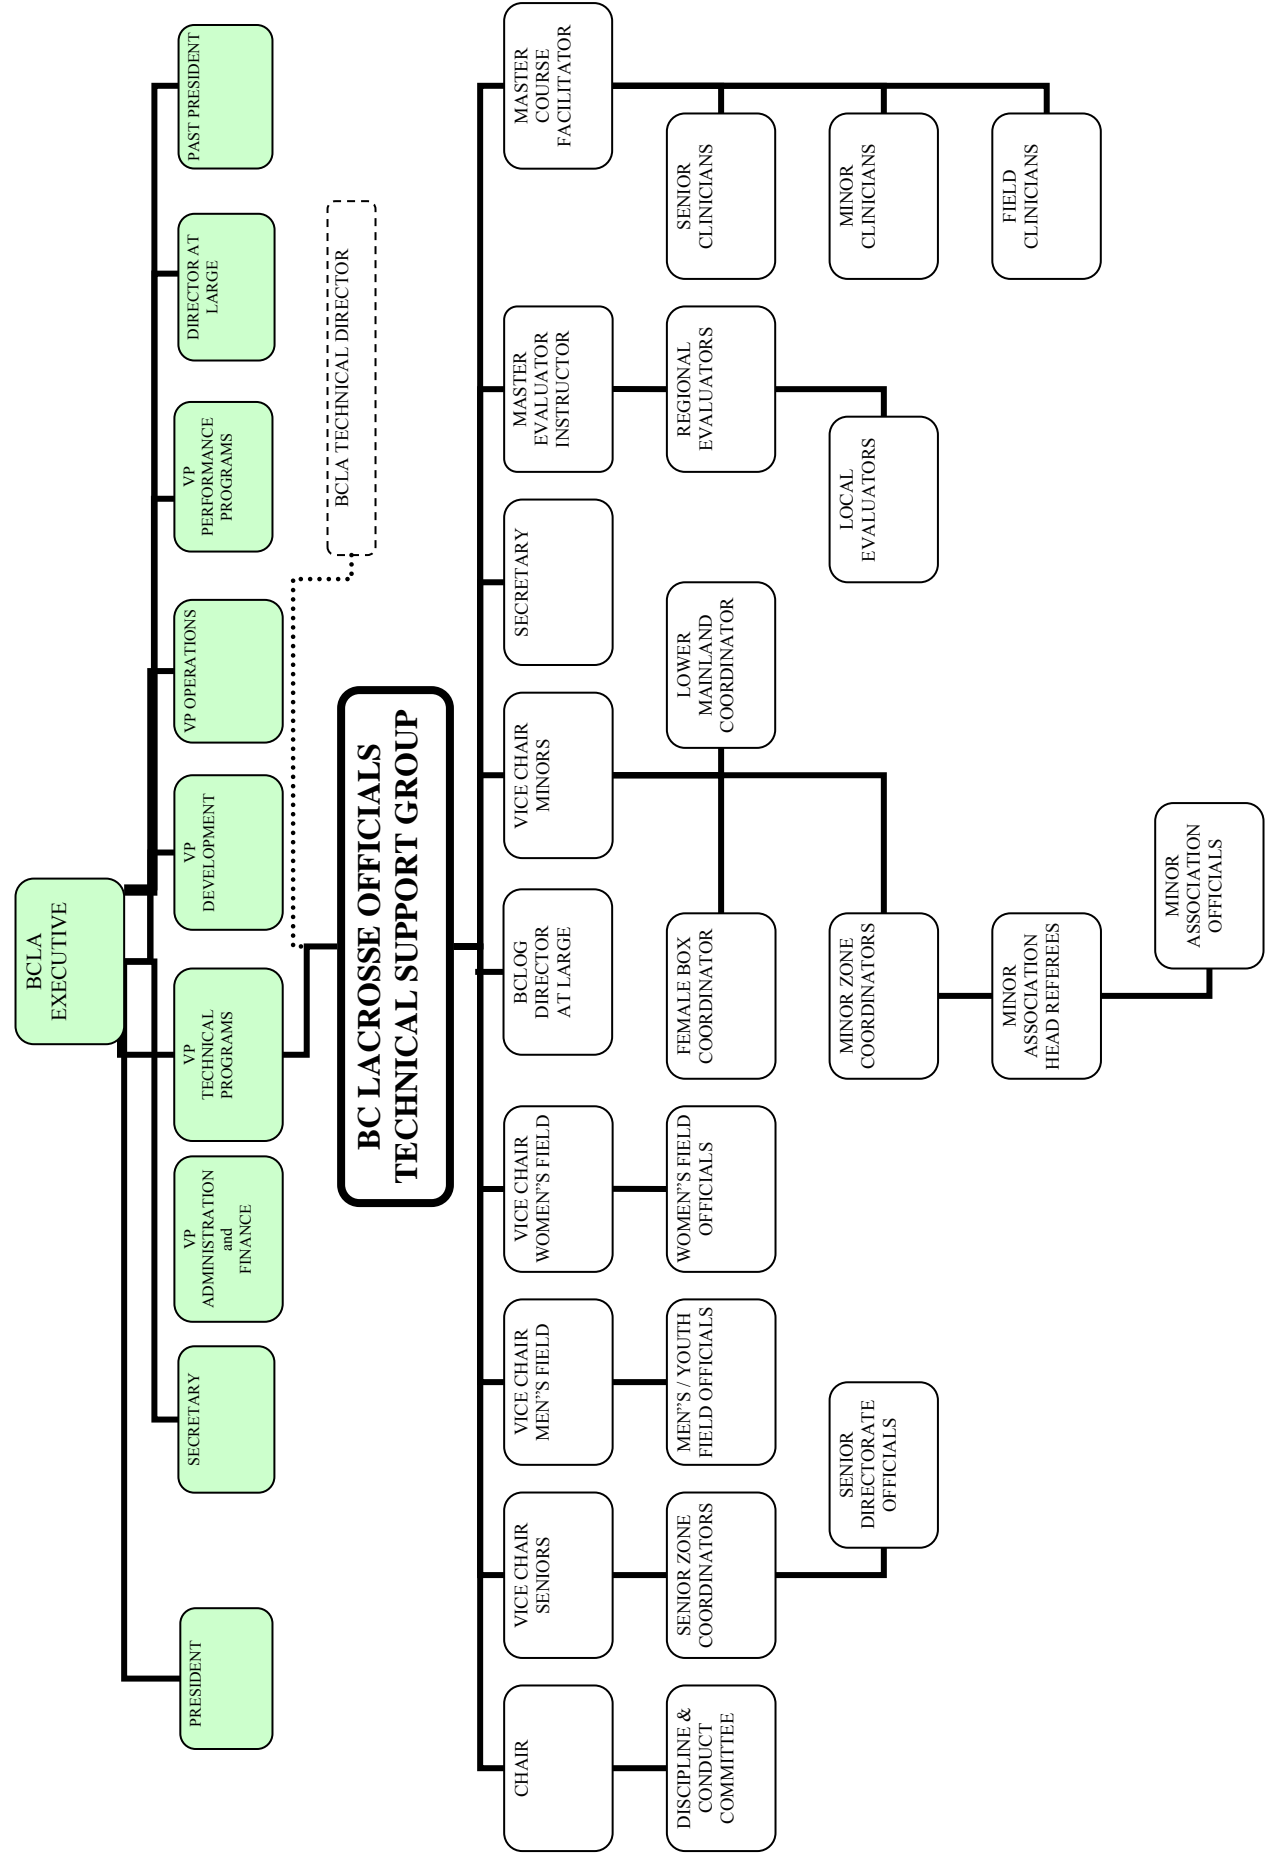 BCLA
EXECUTIVE
PRESIDENT
SECRETARY
VP
ADMINISTRATION
and
FINANCE
VP
TECHNICAL
PROGRAMS
VP
DEVELOPMENT
VP OPERATIONS
VP
PERFORMANCE
PROGRAMS
DIRECTOR AT
LARGE
PAST PRESIDENT
BCLA TECHNICAL DIRECTOR
BC LACROSSE OFFICIALS
TECHNICAL SUPPORT GROUP
CHAIR
VICE CHAIR
SENIORS
VICE CHAIR
MEN"S FIELD
VICE CHAIR
WOMEN"S FIELD
BCLOG
DIRECTOR
AT LARGE
VICE CHAIR
MINORS
SECRETARY
MASTER
EVALUATOR
INSTRUCTOR
MASTER
COURSE
FACILITATOR
DISCIPLINE &
CONDUCT
COMMITTEE
SENIOR ZONE
COORDINATORS
MEN"S / YOUTH
FIELD OFFICIALS
WOMEN"S FIELD
OFFICIALS
FEMALE BOX
COORDINATOR
LOWER
MAINLAND
COORDINATOR
REGIONAL
EVALUATORS
SENIOR
CLINICIANS
SENIOR
DIRECTORATE
OFFICIALS
MINOR ZONE
COORDINATORS
LOCAL
EVALUATORS
MINOR
CLINICIANS
MINOR
ASSOCIATION
HEAD REFEREES
FIELD
CLINICIANS
MINOR
ASSOCIATION
OFFICIALS